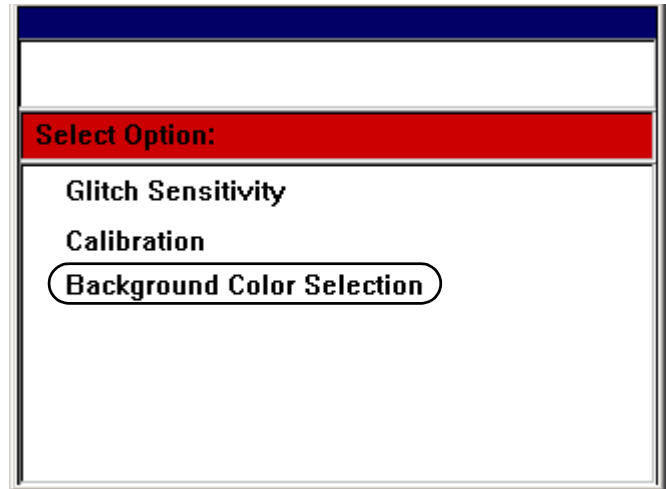 Select Option:
Glitch Sensitivity
Calibration
Background Color Selection